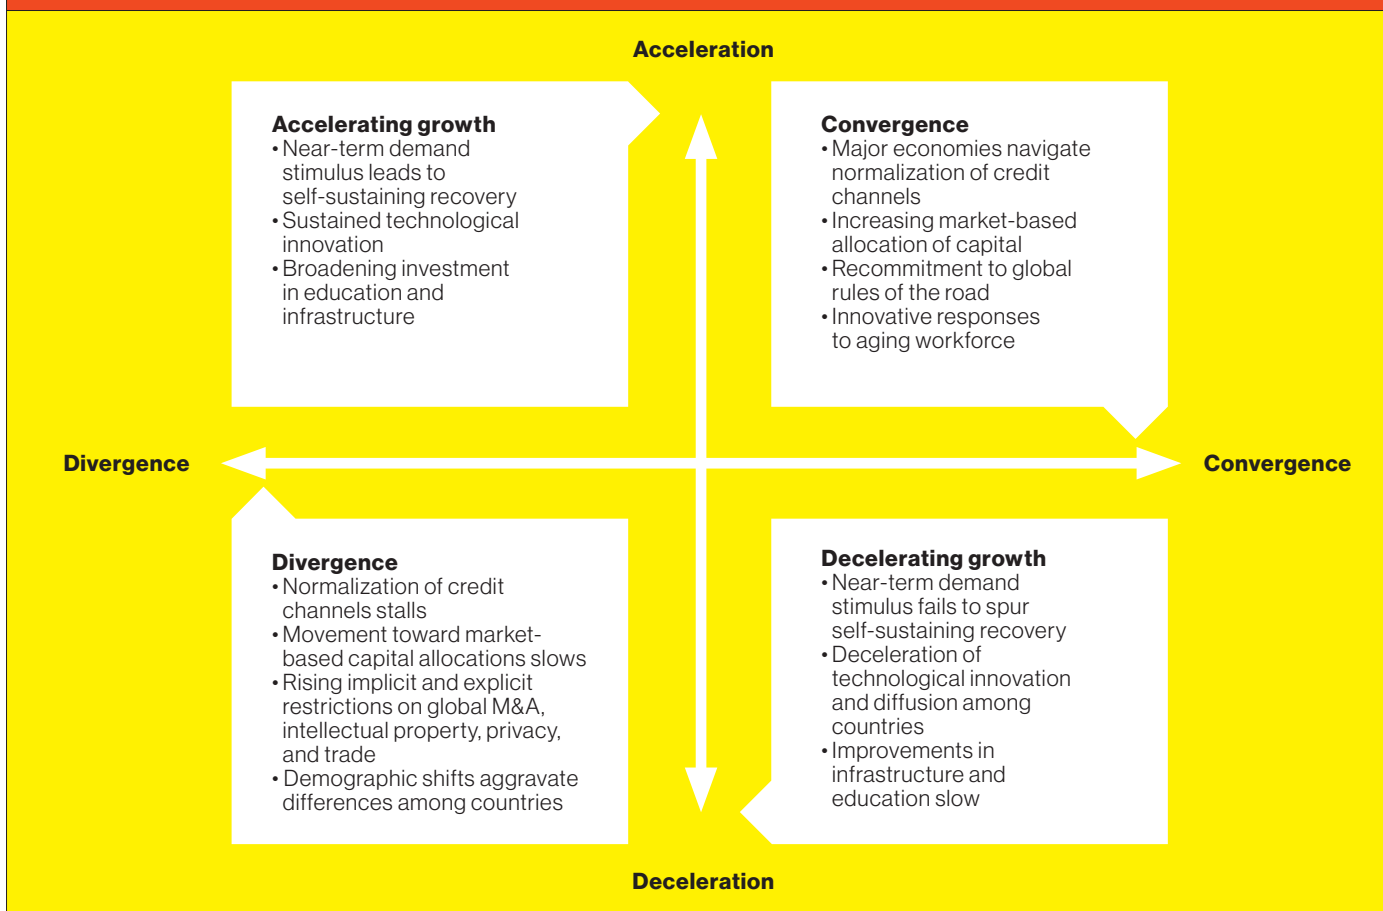 Acceleration
Accelerating growth
• Near-term demand
stimulus leads to
self-sustaining recovery
• Sustained technological
innovation
• Broadening investment
in education and
infrastructure
Convergence
• Major economies navigate
normalization of credit
channels
• Increasing market-based
allocation of capital
• Recommitment to global
rules of the road
• Innovative responses
to aging workforce
Divergence
Convergence
Divergence
• Normalization of credit
channels stalls
• Movement toward market-
based capital allocations slows
• Rising implicit and explicit
restrictions on global M&A,
intellectual property, privacy,
and trade
• Demographic shifts aggravate
differences among countries
Decelerating growth
• Near-term demand
stimulus fails to spur
self-sustaining recovery
• Deceleration of
technological innovation
and diffusion among
countries
• Improvements in
infrastructure and
education slow
Deceleration